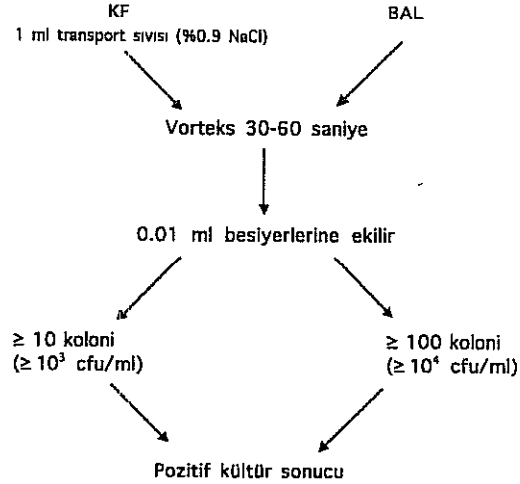 KF
BAL
1 ml transport sıvısı (%0.9 NaCl)
Vorteks 30-60 saniye
0.01 ml besiyerlerine ekilir
≥ 10 koloni
(≥ 10³ cfu/ml)
≥ 100 koloni
(≥ 10⁴ cfu/ml)
Pozitif kültür sonucu